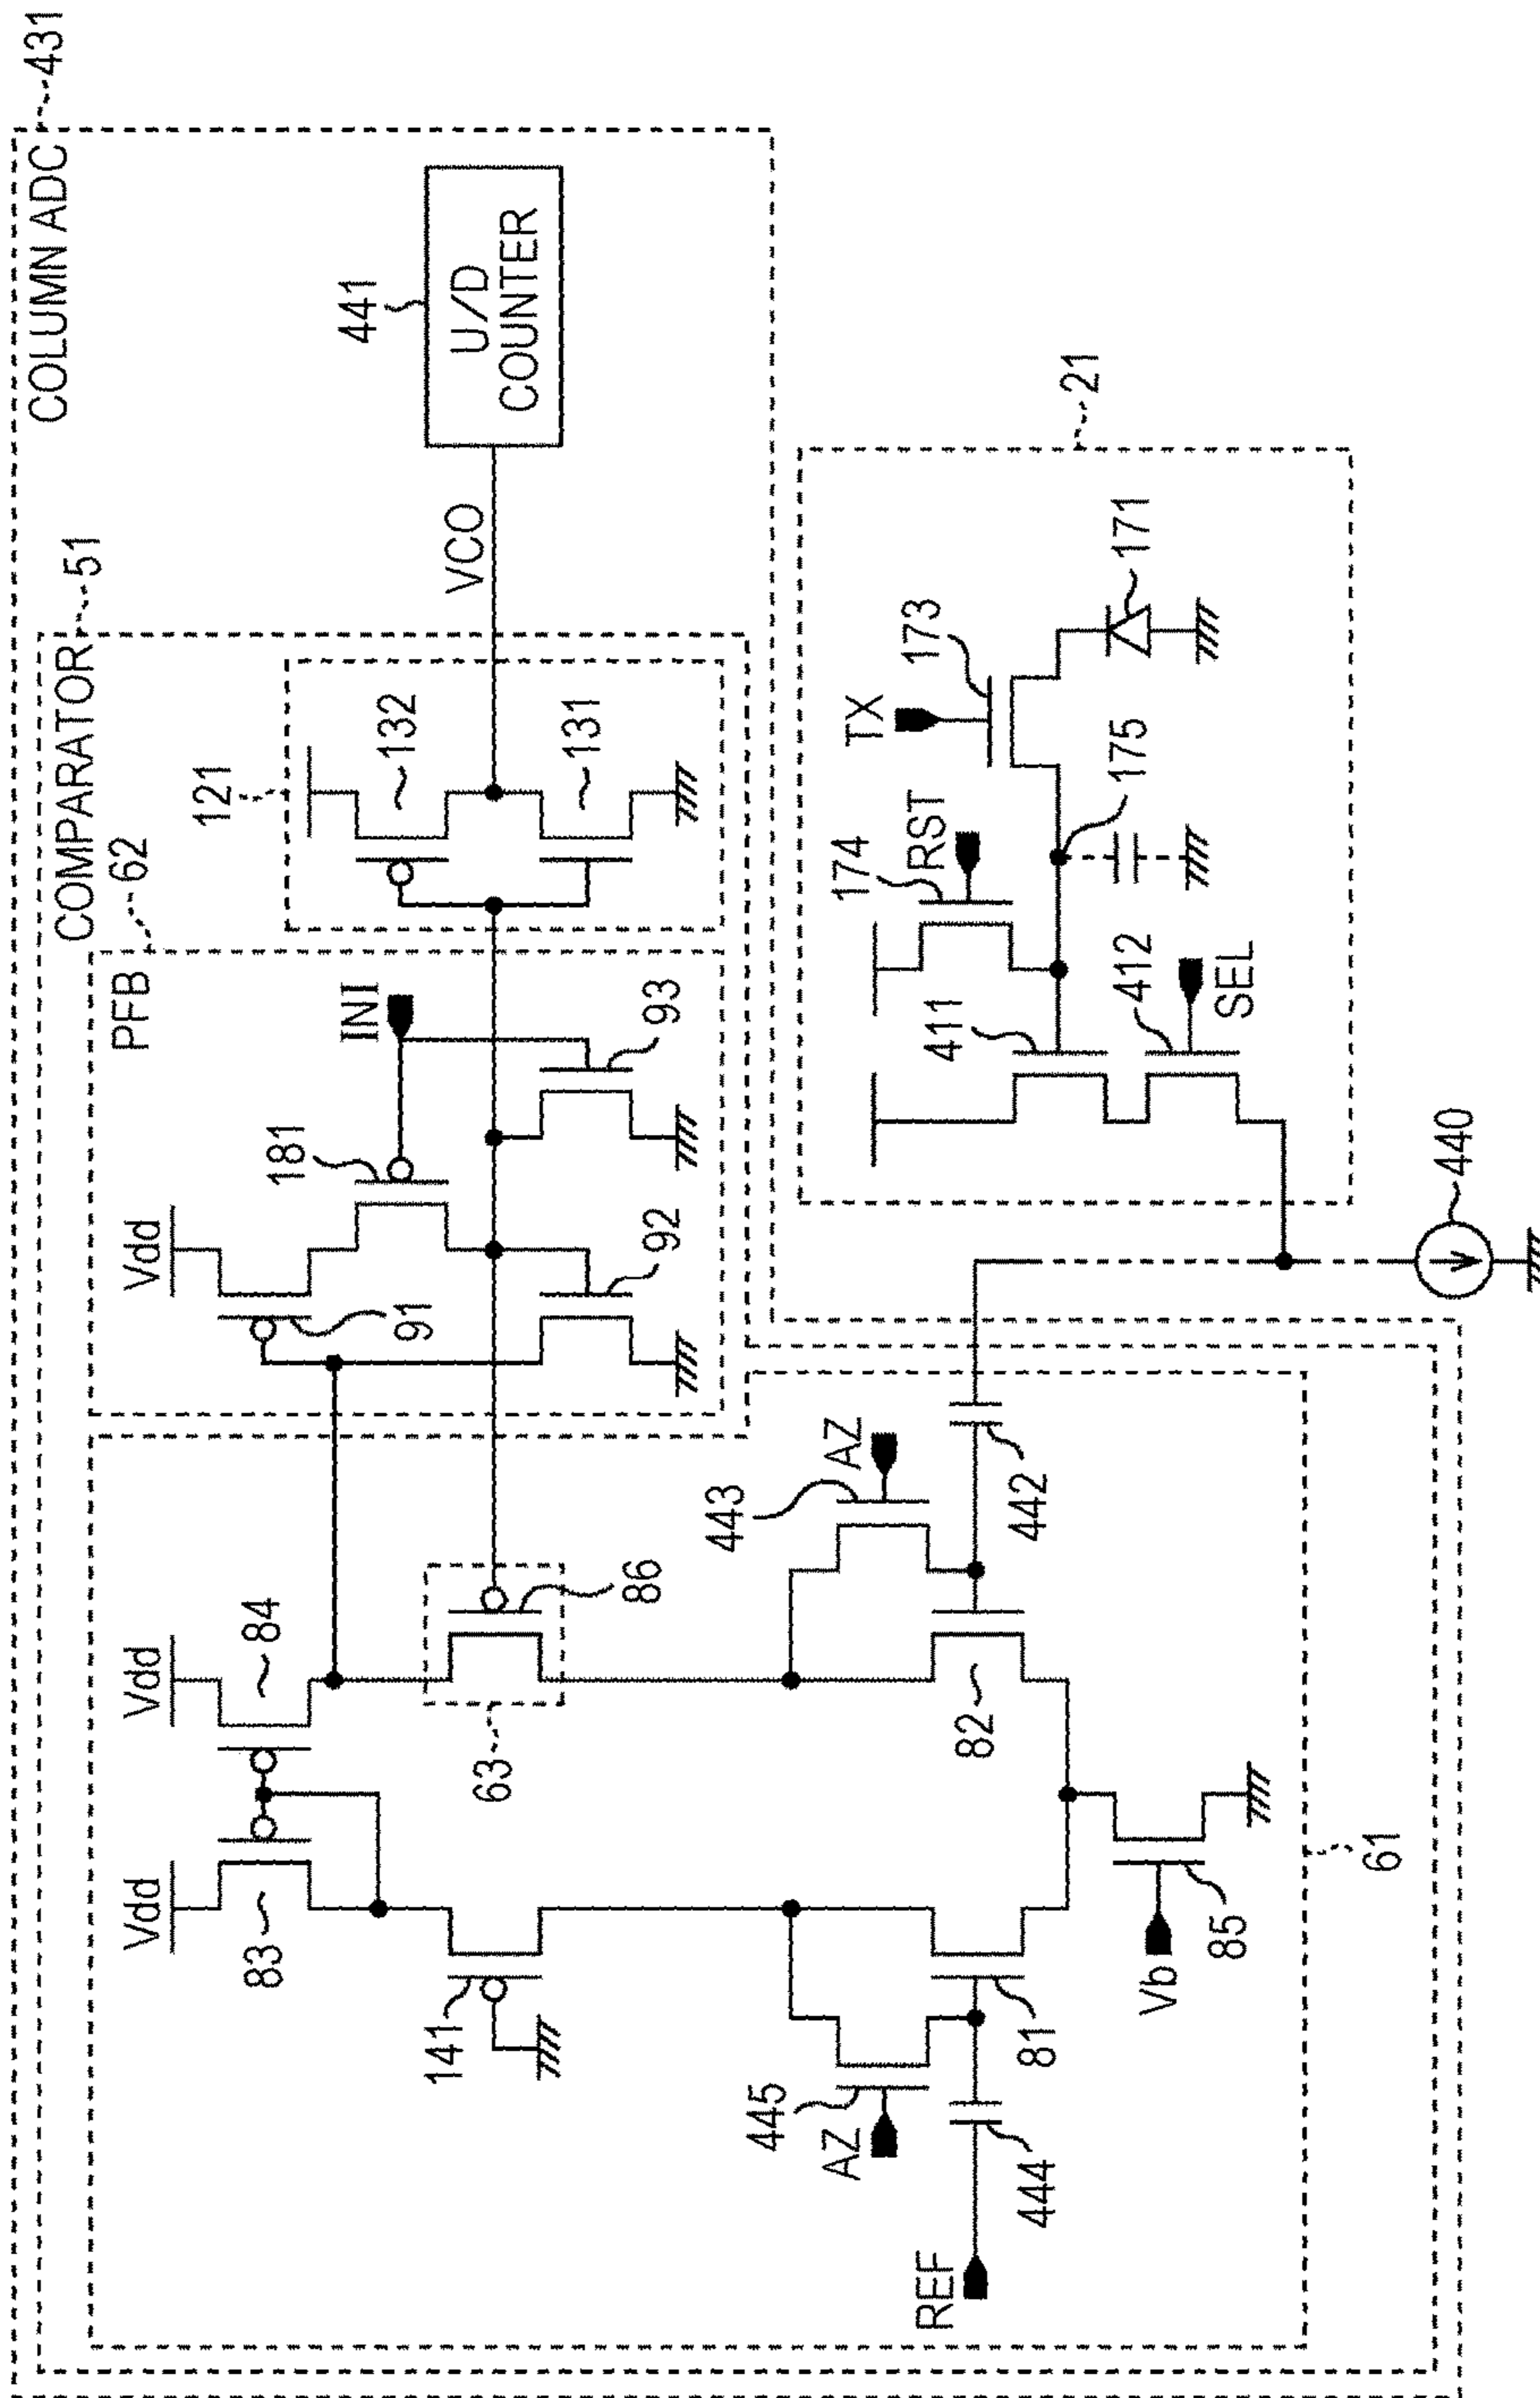 COLUMN ADC
431
COMPARATOR
51
PFB
62
121
Vdd
Vdd
Vdd
83
84
91
181
INI
132
441
U/D
COUNTER
VCO
141
63
86
92
93
131
445
AZ
443
AZ
REF
444
81
82
442
Vb
85
61
21
174
RST
TX
173
411
412
SEL
175
171
440